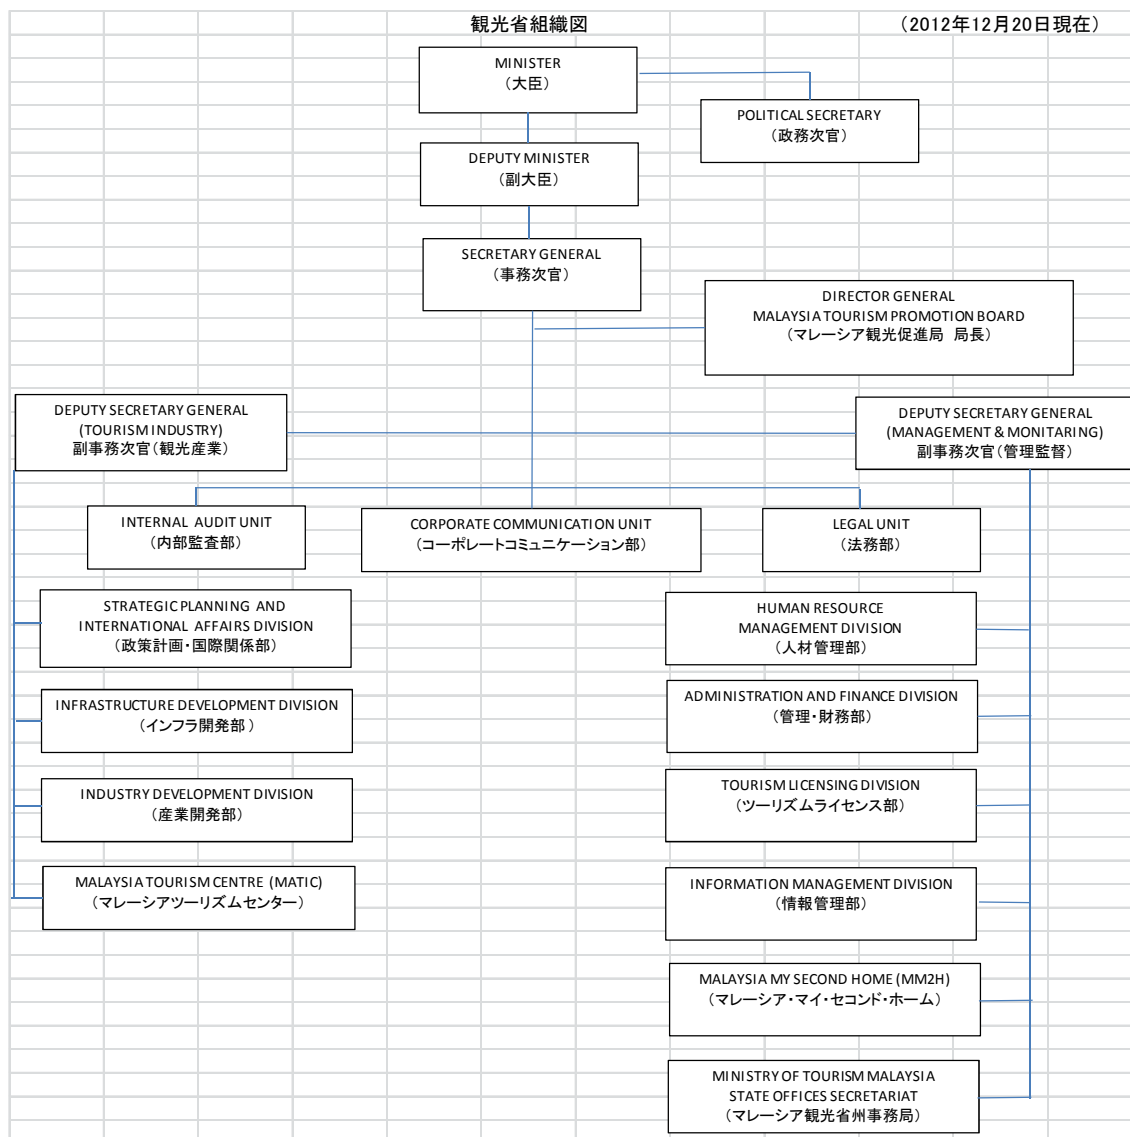 観光省組織図
（2012年12月20日現在）
MINISTER
（大臣）
POLITICAL SECRETARY
（政務次官）
DEPUTY MINISTER
（副大臣）
SECRETARY GENERAL
（事務次官）
DIRECTOR GENERAL
MALAYSIA TOURISM PROMOTION BOARD
（マレーシア観光促進局 局長）
DEPUTY SECRETARY GENERAL
(TOURISM INDUSTRY)
副事務次官（観光産業）
DEPUTY SECRETARY GENERAL
(MANAGEMENT & MONITARING)
副事務次官（管理監督）
INTERNAL AUDIT UNIT
（内部監査部）
CORPORATE COMMUNICATION UNIT
（コーポレートコミュニケーション部）
LEGAL UNIT
（法務部）
STRATEGIC PLANNING AND
INTERNATIONAL AFFAIRS DIVISION
（政策計画・国際関係部）
HUMAN RESOURCE
MANAGEMENT DIVISION
（人材管理部）
INFRASTRUCTURE DEVELOPMENT DIVISION
（インフラ開発部）
ADMINISTRATION AND FINANCE DIVISION
（管理・財務部）
INDUSTRY DEVELOPMENT DIVISION
（産業開発部）
TOURISM LICENSING DIVISION
（ツーリズムライセンス部）
MALAYSIA TOURISM CENTRE (MATIC)
（マレーシアツーリズムセンター）
INFORMATION MANAGEMENT DIVISION
（情報管理部）
MALAYSIA MY SECOND HOME (MM2H)
（マレーシア・マイ・セコンド・ホーム）
MINISTRY OF TOURISM MALAYSIA
STATE OFFICES SECRETARIAT
（マレーシア観光省州事務局）